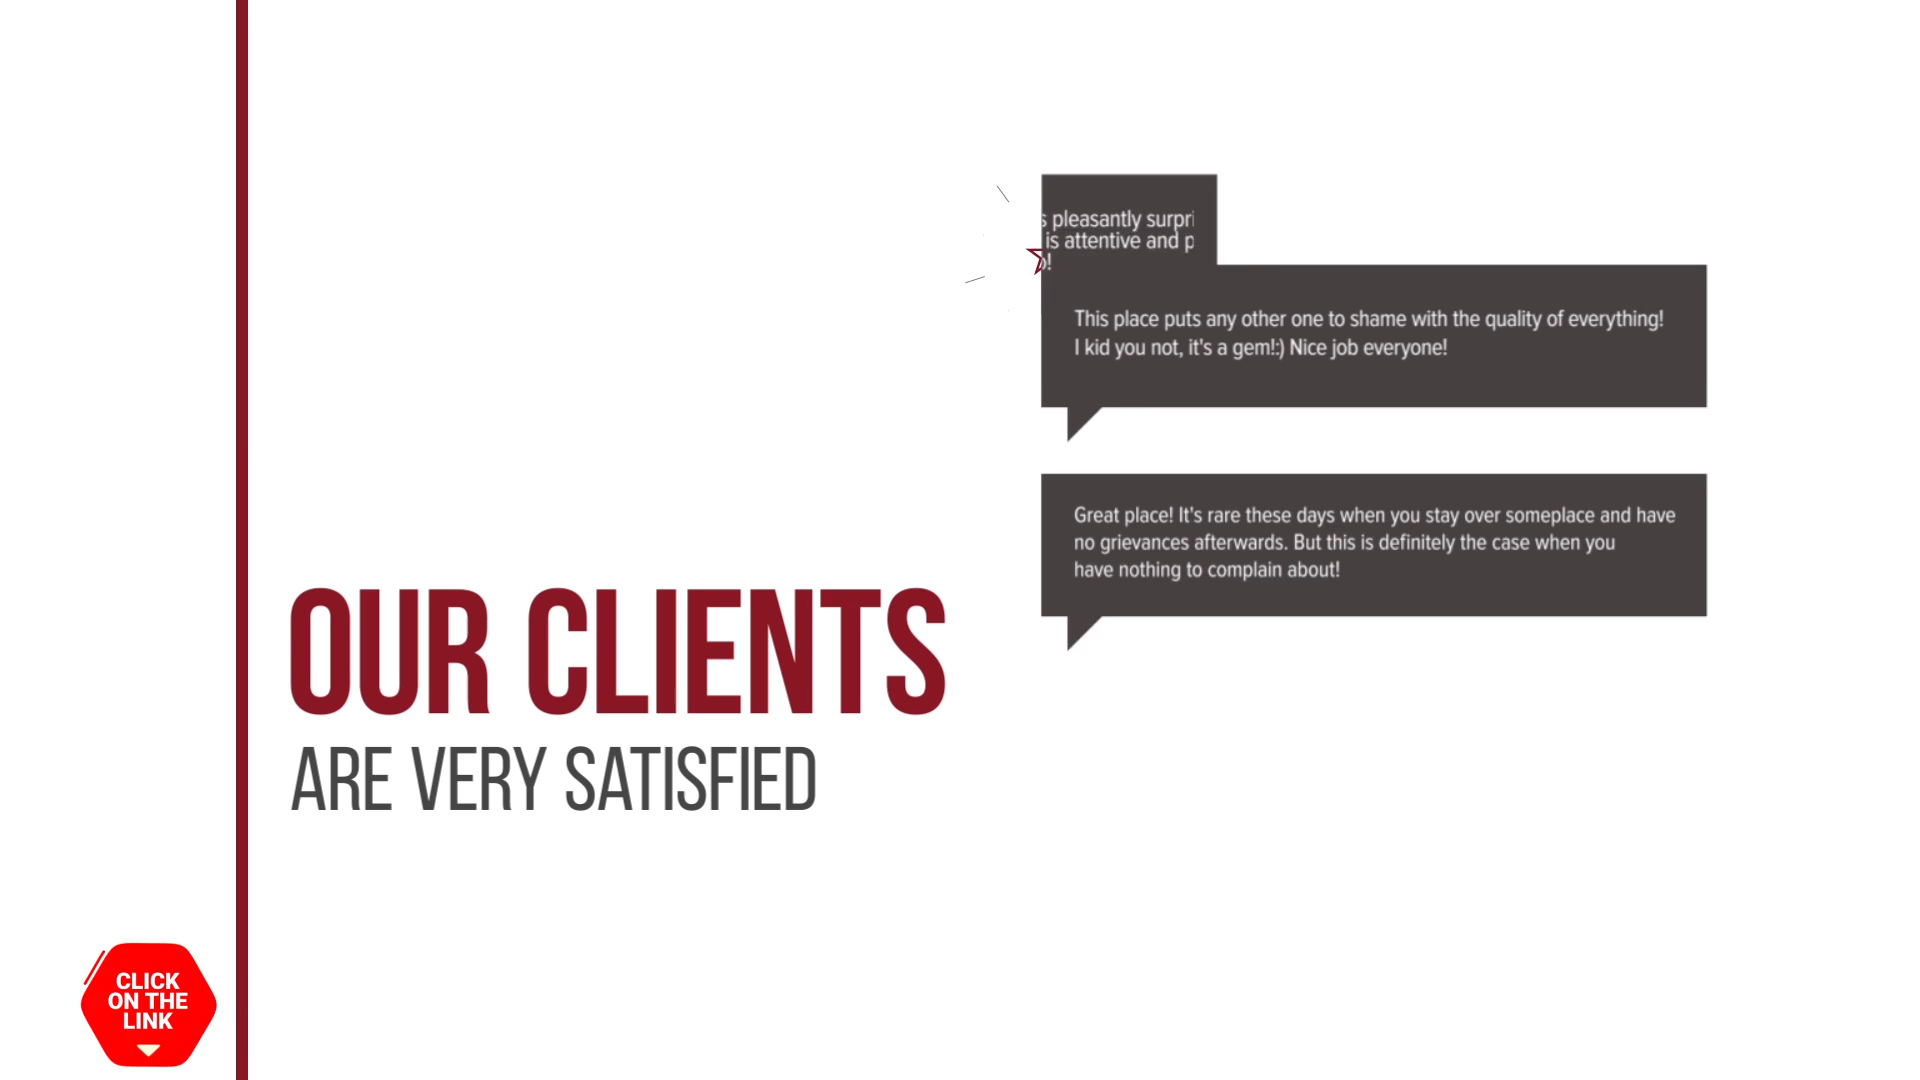 pleasantly
is attentive and
This place puts any other one to shame with the quality of everything!
I kid you not, it's a gem!:) Nice job everyone!
Great place! It's rare these days when you stay over someplace and have
no grievances afterwards. But this is definitely the case when you
have nothing to complain about!
OUR CLIENTS
ARE VERY SATISFIED
CLICK
ON THE
LINK